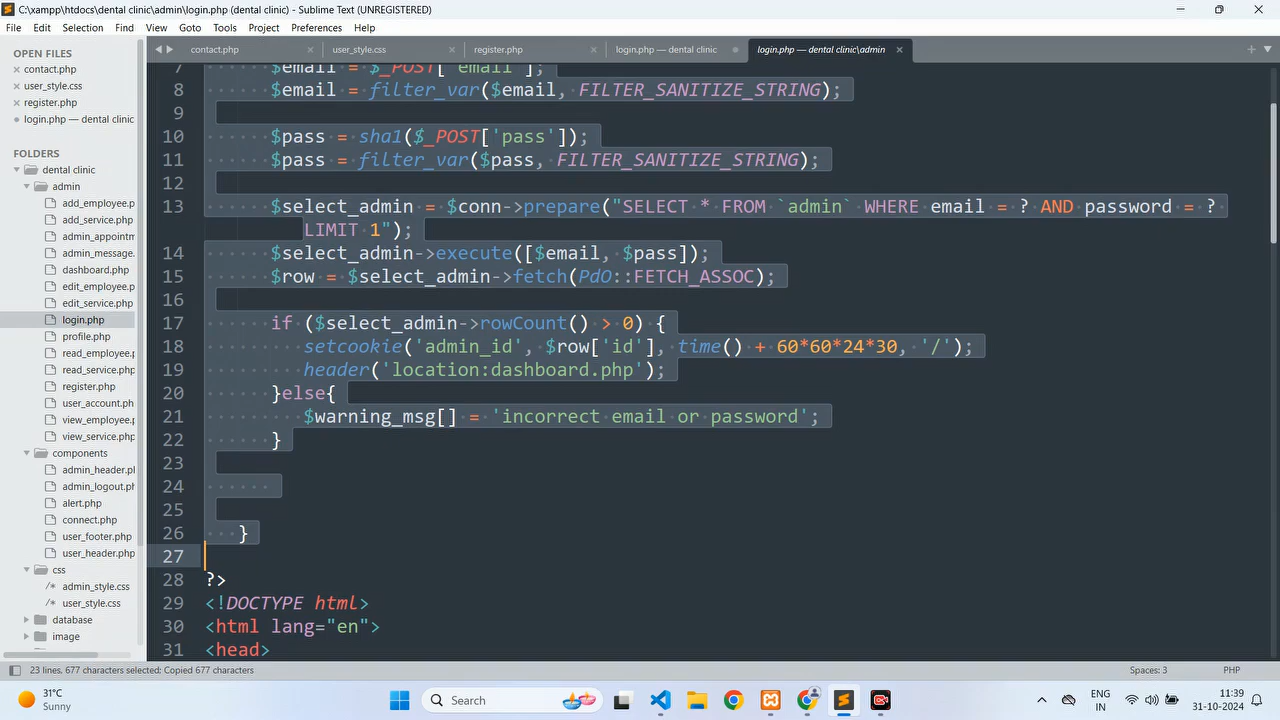 C:\xampp\htdocs\dental clinic\admin\login.php (dental clinic) - Sublime Text (UNREGISTERED)
File Edit Selection Find View Goto Tools Project Preferences Help
OPEN FILES
contact.php
user_style.css
register.php
login.php — dental clinic
FOLDERS
dental clinic
admin
add_employee.p
add_service.php
admin_appointm
admin_message.
dashboard.php
edit_employee.p
edit_service.php
login.php
profile.php
read_employee.p
read_service.ph
register.php
user_account.ph
view_employee.p
view_service.php
components
admin_header.pl
admin_logout.ph
alert.php
connect.php
user_footer.php
user_header.php
css
admin_style.css
user_style.css
database
image
contact.php user_style.css register.php login.php — dental clinic login.php — dental clinic\admin
7 $email = $_POST['email'];
8 $email = filter_var($email, FILTER_SANITIZE_STRING);
9
10 $pass = sha1($_POST['pass']);
11 $pass = filter_var($pass, FILTER_SANITIZE_STRING);
12
13 $select_admin = $conn->prepare("SELECT * FROM `admin` WHERE email = ? AND password = ?
LIMIT 1");
14 $select_admin->execute([$email, $pass]);
15 $row = $select_admin->fetch(PdO::FETCH_ASSOC);
16
17 if ($select_admin->rowCount() > 0) {
18 setcookie('admin_id', $row['id'], time() + 60*60*24*30, '/');
19 header('location:dashboard.php');
20 }else{
21 $warning_msg[] = 'incorrect email or password';
22 }
23
24
25
26 }
27
28 ?>
29 <!DOCTYPE html>
30 <html lang="en">
31 <head>
23 lines, 677 characters selected; Copied 677 characters Spaces: 3 PHP
31°C
Sunny
Search
ENG
IN
11:39
31-10-2024